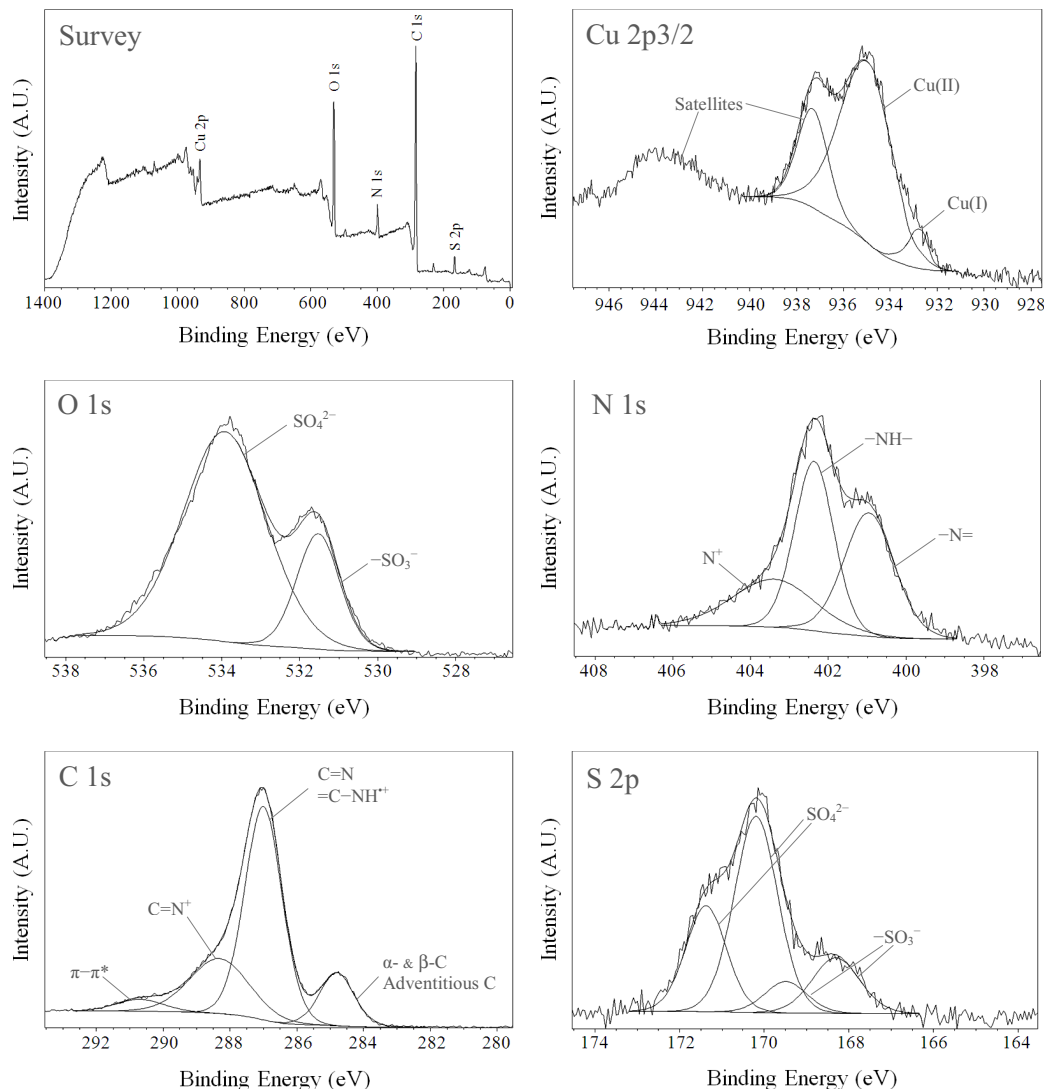 Survey
Intensity (A.U.)
Cu 2p
O 1s
N 1s
C 1s
S 2p
1400 1200 1000 800 600 400 200 0
Binding Energy (eV)
Cu 2p3/2
Intensity (A.U.)
Satellites
Cu(II)
Cu(I)
946 944 942 940 938 936 934 932 930 928
Binding Energy (eV)
O 1s
Intensity (A.U.)
SO₄²⁻
−SO₃⁻
538 536 534 532 530 528
Binding Energy (eV)
N 1s
Intensity (A.U.)
−NH−
−N=
N⁺
408 406 404 402 400 398
Binding Energy (eV)
C 1s
Intensity (A.U.)
C=N
=C−NH•⁺
C=N⁺
π−π*
α- & β-C
Adventitious C
292 290 288 286 284 282 280
Binding Energy (eV)
S 2p
Intensity (A.U.)
SO₄²⁻
−SO₃⁻
174 172 170 168 166 164
Binding Energy (eV)